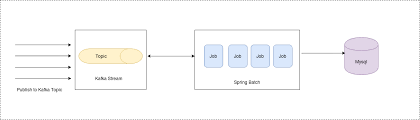 Topic
Kafka Stream
Publish to Kafka Topic
Job
Job
Job
Job
Spring Batch
Mysql